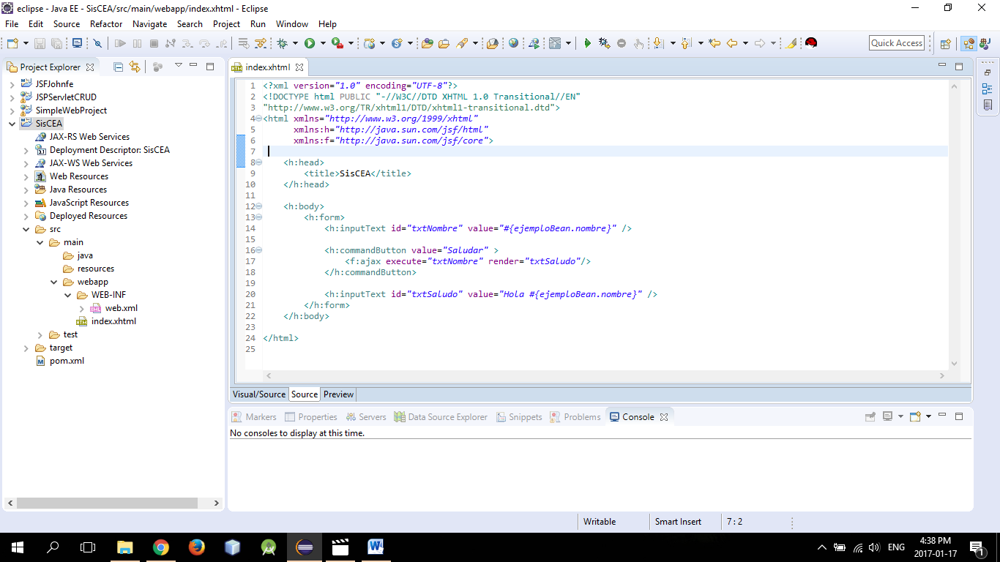 eclipse - Java EE - SisCEA/src/main/webapp/index.xhtml - Eclipse
File Edit Source Refactor Navigate Search Project Run Window Help
Quick Access
Project Explorer
JSFJohnfe
JSPServletCRUD
SimpleWebProject
SisCEA
JAX-RS Web Services
Deployment Descriptor: SisCEA
JAX-WS Web Services
Web Resources
Java Resources
JavaScript Resources
Deployed Resources
src
main
java
resources
webapp
WEB-INF
web.xml
index.xhtml
test
target
pom.xml
index.xhtml
1 <?xml version="1.0" encoding="UTF-8"?>
2 <!DOCTYPE html PUBLIC "-//W3C//DTD XHTML 1.0 Transitional//EN"
3 "http://www.w3.org/TR/xhtml1/DTD/xhtml1-transitional.dtd">
4 <html xmlns="http://www.w3.org/1999/xhtml"
5 xmlns:h="http://java.sun.com/jsf/html"
6 xmlns:f="http://java.sun.com/jsf/core">
7
8 <h:head>
9 <title>SisCEA</title>
10 </h:head>
11
12 <h:body>
13 <h:form>
14 <h:inputText id="txtNombre" value="#{ejemploBean.nombre}" />
15
16 <h:commandButton value="Saludar" >
17 <f:ajax execute="txtNombre" render="txtSaludo"/>
18 </h:commandButton>
19
20 <h:inputText id="txtSaludo" value="Hola #{ejemploBean.nombre}" />
21 </h:form>
22 </h:body>
23
24 </html>
25
Visual/Source Source Preview
Markers Properties Servers Data Source Explorer Snippets Problems Console
No consoles to display at this time.
Writable Smart Insert 7 : 2
ENG
4:38 PM
2017-01-17
1